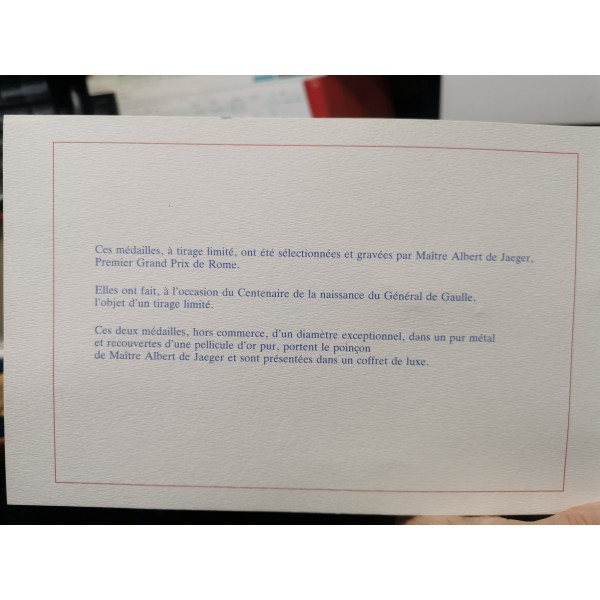 Ces médailles, à tirage limité, ont été sélectionnées et gravées par Maître Albert de Jaeger,
Premier Grand Prix de Rome.
Elles ont fait, à l'occasion du Centenaire de la naissance du Général de Gaulle,
l'objet d'un tirage limité.
Ces deux médailles, hors commerce, d'un diamètre exceptionnel, dans un pur métal
et recouvertes d'une pellicule d'or pur, portent le poinçon
de Maître Albert de Jaeger et sont présentées dans un coffret de luxe.